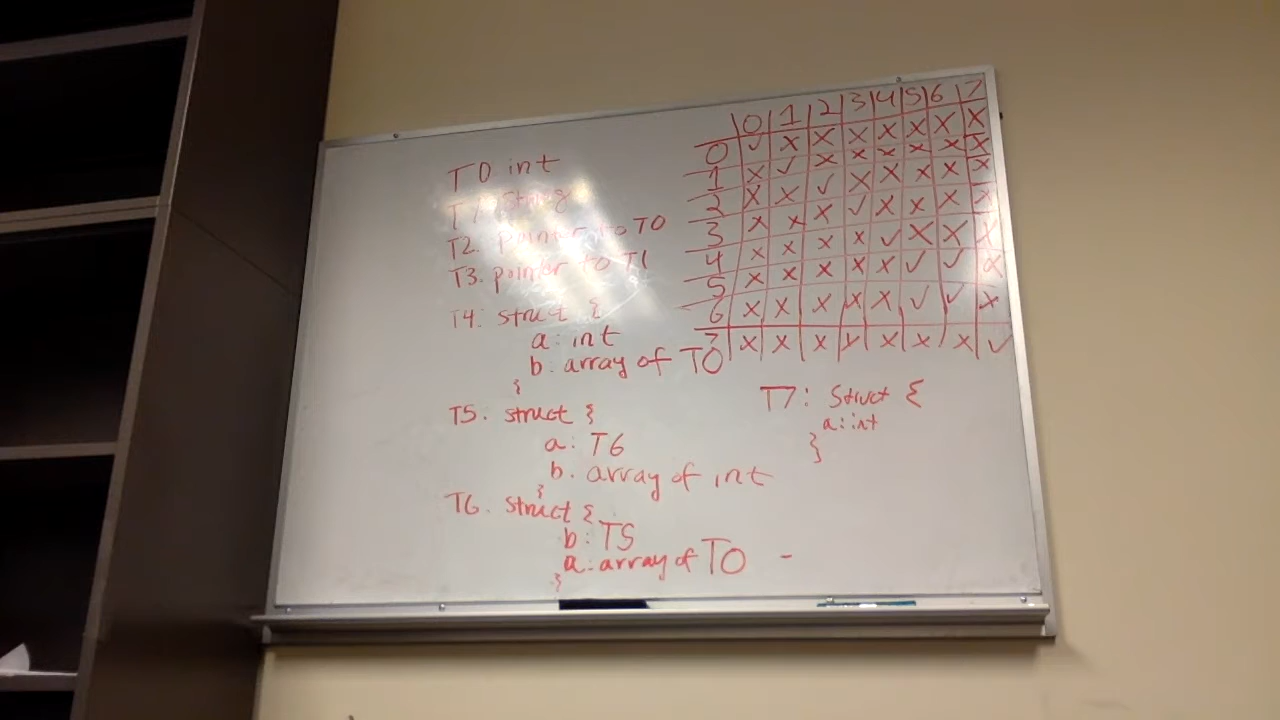 T0 int
T1. String
T2. pointer to T0
T3. pointer to T1
T4: struct {
a: int
b: array of T0
}
T5. struct {
a: T6
b. array of int
}
T6. struct {
b: T5
a: array of T0 -
}
0 1 2 3 4 5 6 7
0 ✓ X X X X X X X
1 X ✓ X X X X X X
2 X X ✓ X X X X X
3 X X X ✓ X X X X
4 X X X X ✓ X X X
5 X X X X X ✓ ✓ X
6 X X X X X ✓ ✓ X
7 X X X X X X X ✓
T7: Struct {
a: int
}